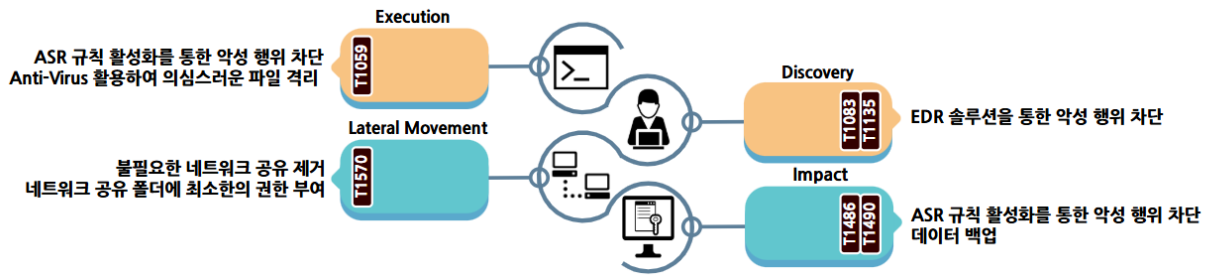 Execution
ASR 규칙 활성화를 통한 악성 행위 차단
Anti-Virus 활용하여 의심스러운 파일 격리
T1059
>_
Discovery
T1083
T1135
EDR 솔루션을 통한 악성 행위 차단
Lateral Movement
불필요한 네트워크 공유 제거
네트워크 공유 폴더에 최소한의 권한 부여
T1570
Impact
T1486
T1490
ASR 규칙 활성화를 통한 악성 행위 차단
데이터 백업